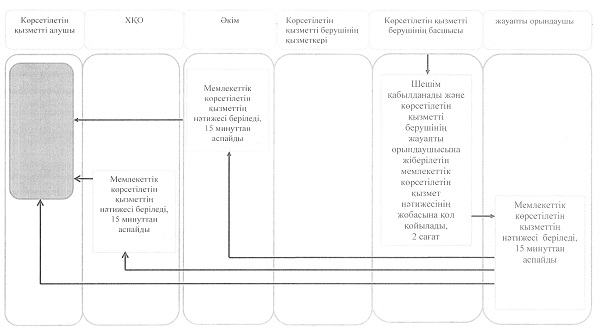 Көрсетілетін
қызметті алушы
ХҚО
Әкім
Көрсетілетін
қызметті берушінің
қызметкері
Көрсетілетін қызметті
берушінің басшысы
жауапты орындаушы
Мемлекеттік
көрсетілетін
қызметтің
нәтижесі беріледі,
15 минуттан
аспайды
Мемлекеттік
көрсетілетін
қызметтің
нәтижесі беріледі,
15 минуттан
аспайды
Шешім
қабылданады және
көрсетілетін
қызметті
берушінің
жауапты
орындаушысына
жіберілетін
мемлекеттік
көрсетілетін
қызмет
нәтижесінің
жобасына қол
қойылады,
2 сағат
Мемлекеттік
көрсетілетін
қызметтің
нәтижесі беріледі,
15 минуттан
аспайды